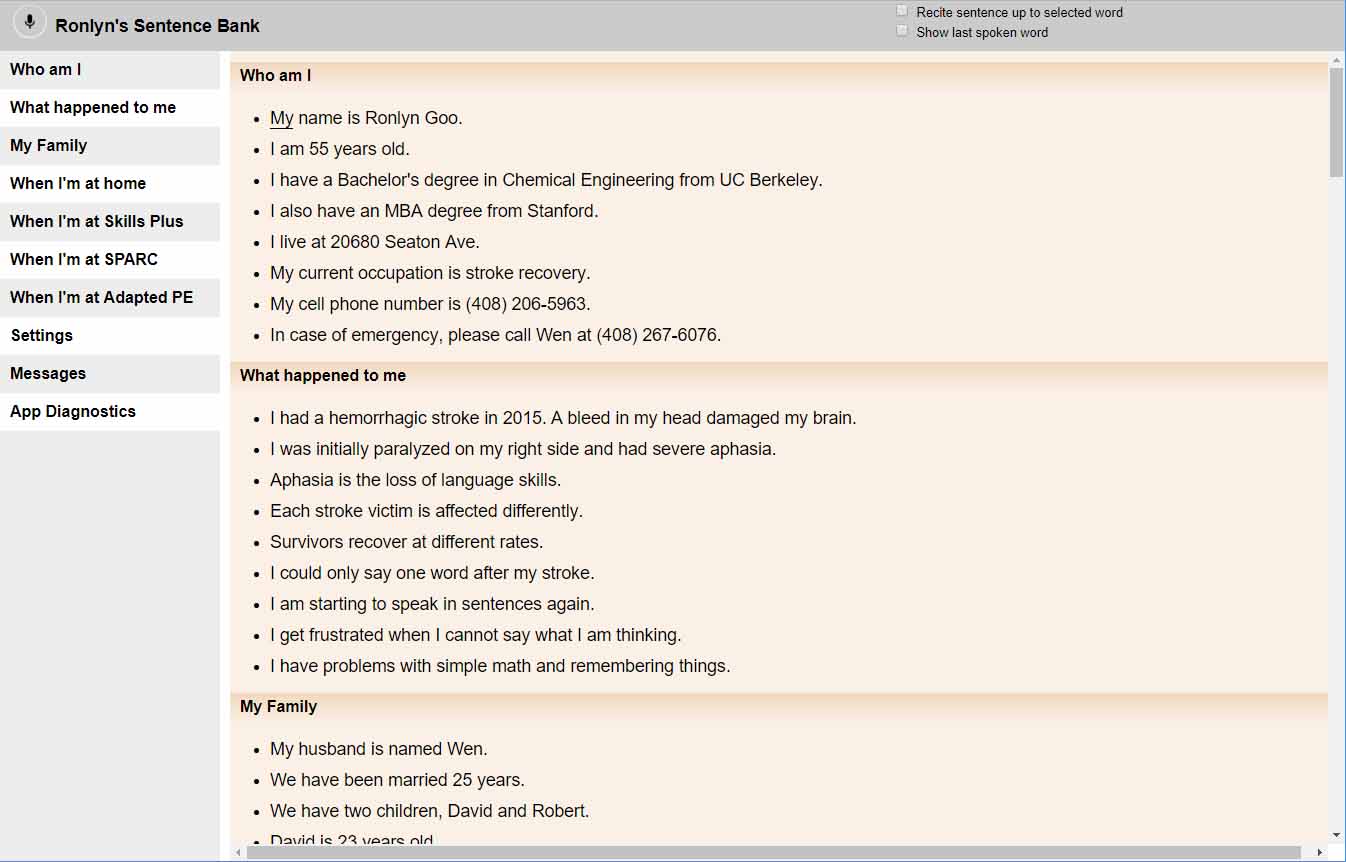 Ronlyn's Sentence Bank
Recite sentence up to selected word
Show last spoken word
Who am I
What happened to me
My Family
When I'm at home
When I'm at Skills Plus
When I'm at SPARC
When I'm at Adapted PE
Settings
Messages
App Diagnostics
Who am I
My name is Ronlyn Goo.
I am 55 years old.
I have a Bachelor's degree in Chemical Engineering from UC Berkeley.
I also have an MBA degree from Stanford.
I live at 20680 Seaton Ave.
My current occupation is stroke recovery.
My cell phone number is (408) 206-5963.
In case of emergency, please call Wen at (408) 267-6076.
What happened to me
I had a hemorrhagic stroke in 2015. A bleed in my head damaged my brain.
I was initially paralyzed on my right side and had severe aphasia.
Aphasia is the loss of language skills.
Each stroke victim is affected differently.
Survivors recover at different rates.
I could only say one word after my stroke.
I am starting to speak in sentences again.
I get frustrated when I cannot say what I am thinking.
I have problems with simple math and remembering things.
My Family
My husband is named Wen.
We have been married 25 years.
We have two children, David and Robert.
David is 23 years old